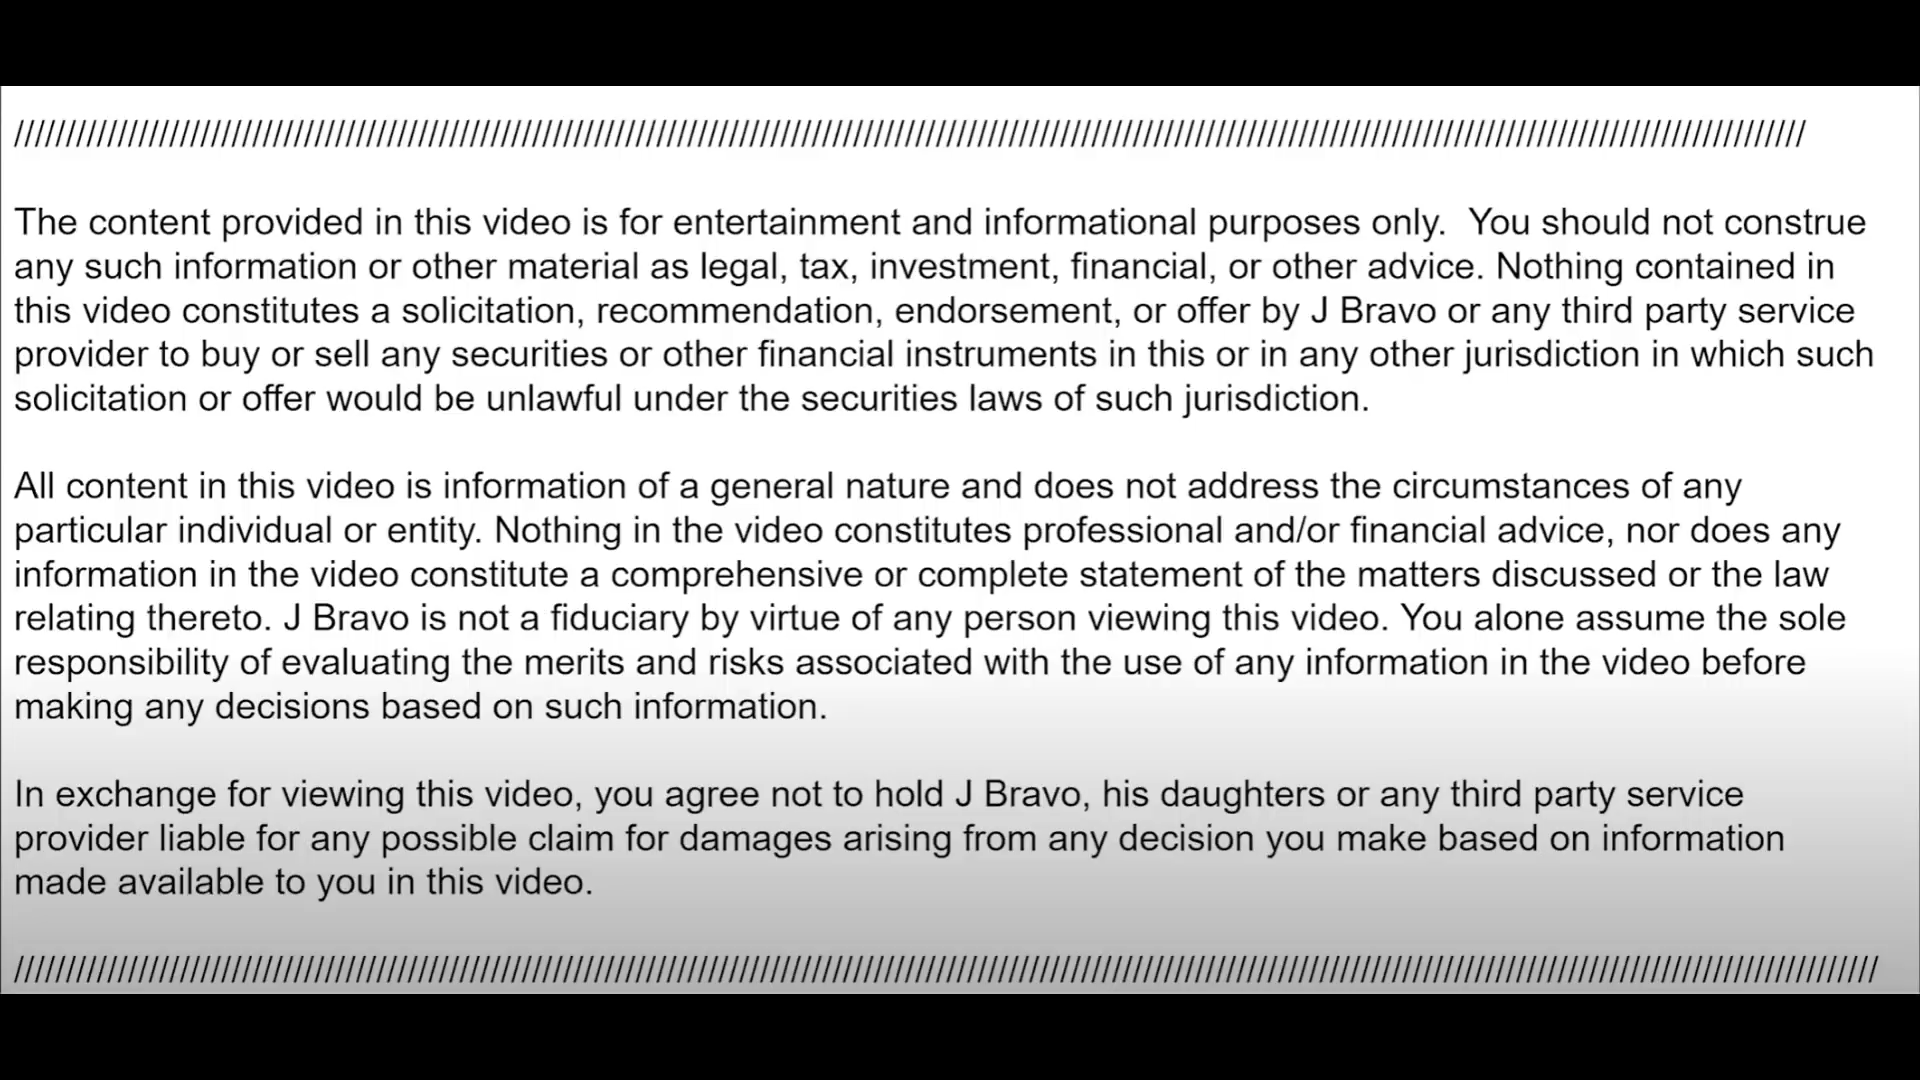 ////////////////////////////////////////////////////////////////////////////////////////////////////////////////////////////////////////////////////////////////////////
The content provided in this video is for entertainment and informational purposes only.  You should not construe
any such information or other material as legal, tax, investment, financial, or other advice. Nothing contained in
this video constitutes a solicitation, recommendation, endorsement, or offer by J Bravo or any third party service
provider to buy or sell any securities or other financial instruments in this or in any other jurisdiction in which such
solicitation or offer would be unlawful under the securities laws of such jurisdiction.
All content in this video is information of a general nature and does not address the circumstances of any
particular individual or entity. Nothing in the video constitutes professional and/or financial advice, nor does any
information in the video constitute a comprehensive or complete statement of the matters discussed or the law
relating thereto. J Bravo is not a fiduciary by virtue of any person viewing this video. You alone assume the sole
responsibility of evaluating the merits and risks associated with the use of any information in the video before
making any decisions based on such information.
In exchange for viewing this video, you agree not to hold J Bravo, his daughters or any third party service
provider liable for any possible claim for damages arising from any decision you make based on information
made available to you in this video.
///////////////////////////////////////////////////////////////////////////////////////////////////////////////////////////////////////////////////////////////////////////////